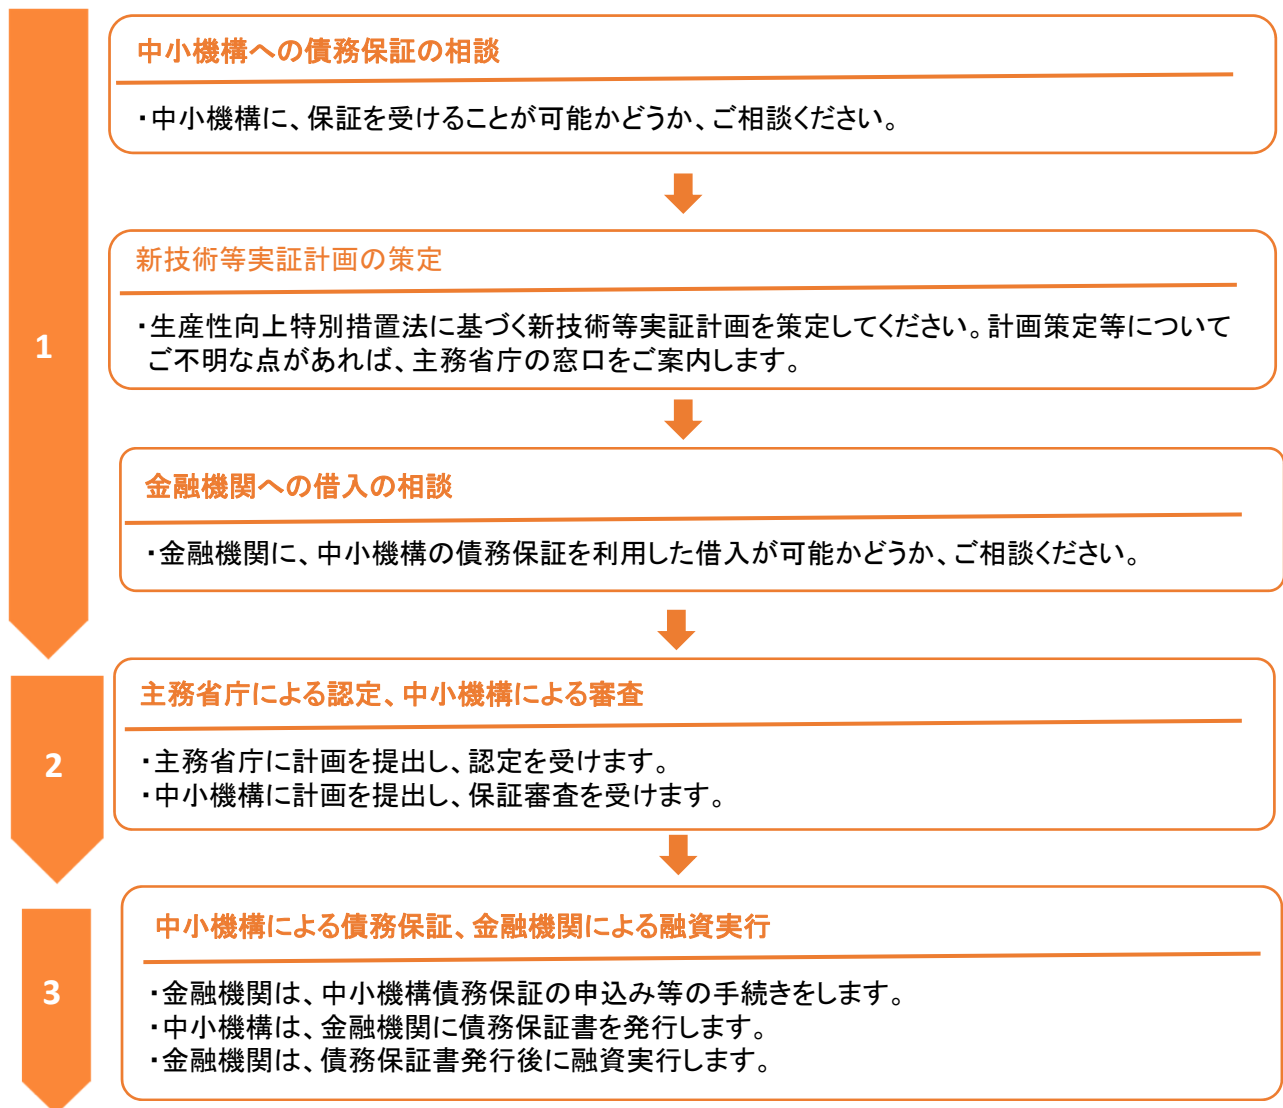 中小機構への債務保証の相談
・中小機構に、保証を受けることが可能かどうか、ご相談ください。
1
新技術等実証計画の策定
・生産性向上特別措置法に基づく新技術等実証計画を策定してください。計画策定等について
ご不明な点があれば、主務省庁の窓口をご案内します。
金融機関への借入の相談
・金融機関に、中小機構の債務保証を利用した借入が可能かどうか、ご相談ください。
2
主務省庁による認定、中小機構による審査
・主務省庁に計画を提出し、認定を受けます。
・中小機構に計画を提出し、保証審査を受けます。
3
中小機構による債務保証、金融機関による融資実行
・金融機関は、中小機構債務保証の申込み等の手続きをします。
・中小機構は、金融機関に債務保証書を発行します。
・金融機関は、債務保証書発行後に融資実行します。